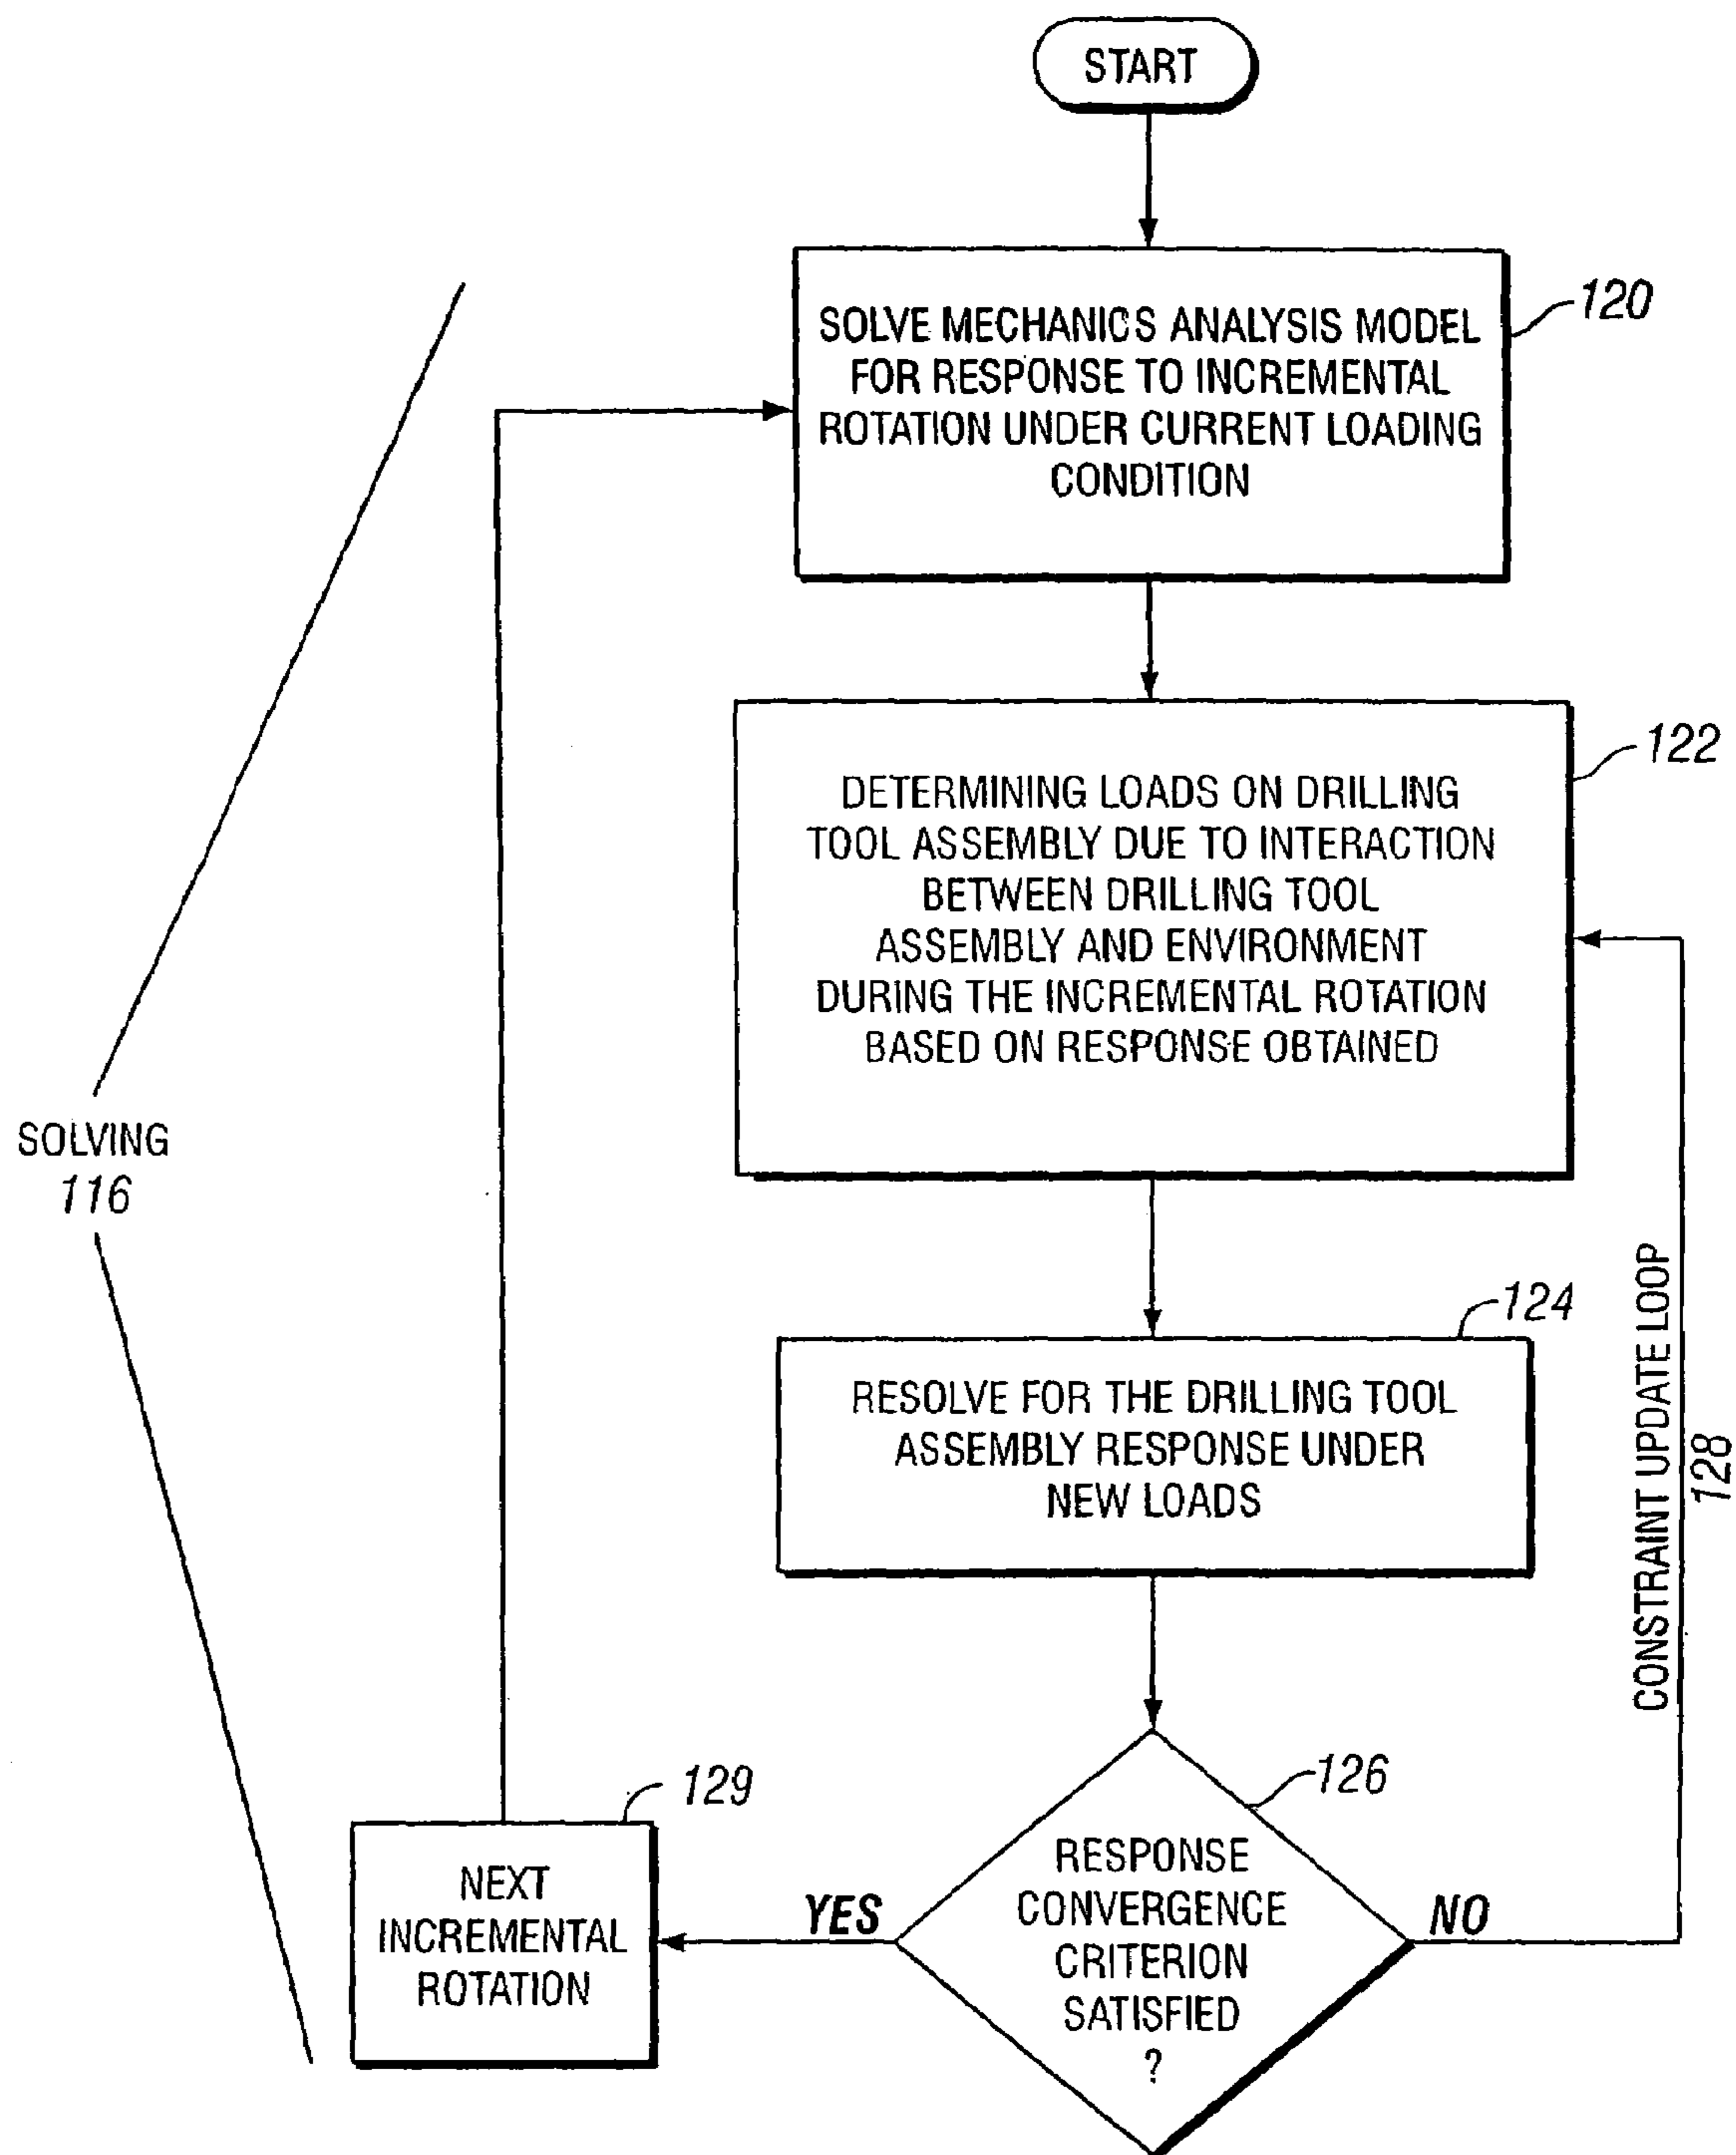 START
SOLVE MECHANICS ANALYSIS MODEL
FOR RESPONSE TO INCREMENTAL
ROTATION UNDER CURRENT LOADING
CONDITION
120
DETERMINING LOADS ON DRILLING
TOOL ASSEMBLY DUE TO INTERACTION
BETWEEN DRILLING TOOL
ASSEMBLY AND ENVIRONMENT
DURING THE INCREMENTAL ROTATION
BASED ON RESPONSE OBTAINED
122
SOLVING
116
RESOLVE FOR THE DRILLING TOOL
ASSEMBLY RESPONSE UNDER
NEW LOADS
124
CONSTRAINT UPDATE LOOP
128
RESPONSE
CONVERGENCE
CRITERION
SATISFIED
?
126
YES
NO
NEXT
INCREMENTAL
ROTATION
129